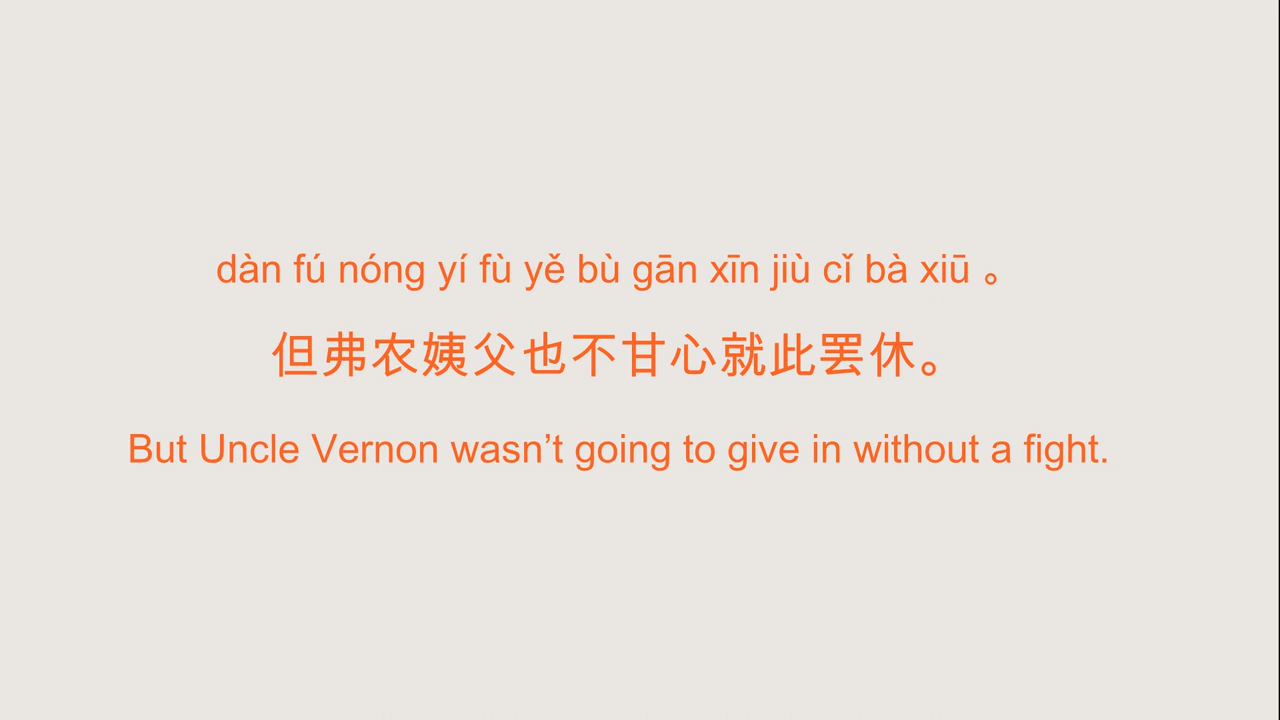 dàn fú nóng yí fù yě bù gān xīn jiù cǐ bà xiū 。
但弗农姨父也不甘心就此罢休。
But Uncle Vernon wasn’t going to give in without a fight.